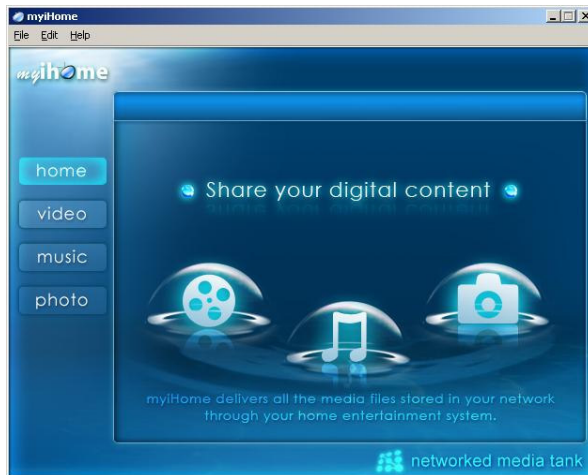 myiHome
File Edit Help
myihome
home
video
music
photo
Share your digital content
myiHome delivers all the media files stored in your network
through your home entertainment system.
networked media tank